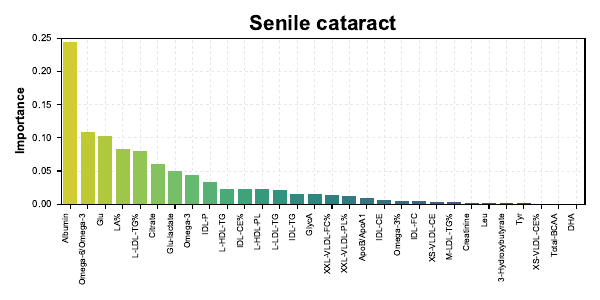 Senile cataract
Importance
0.25
0.20
0.15
0.10
0.05
0.00
Albumin
Omega-6/Omega-3
Glu
LA%
L-LDL-TG%
Citrate
Glu-lactate
Omega-3
IDL-P
L-HDL-TG
IDL-CE%
L-HDL-PL
L-LDL-TG
IDL-TG
GlycA
XXL-VLDL-FC%
XXL-VLDL-PL%
ApoB/ApoA1
IDL-CE
Omega-3%
IDL-FC
XS-VLDL-CE
M-LDL-TG%
Creatinine
Leu
3-Hydroxybutyrate
Tyr
XS-VLDL-CE%
Total-BCAA
DHA